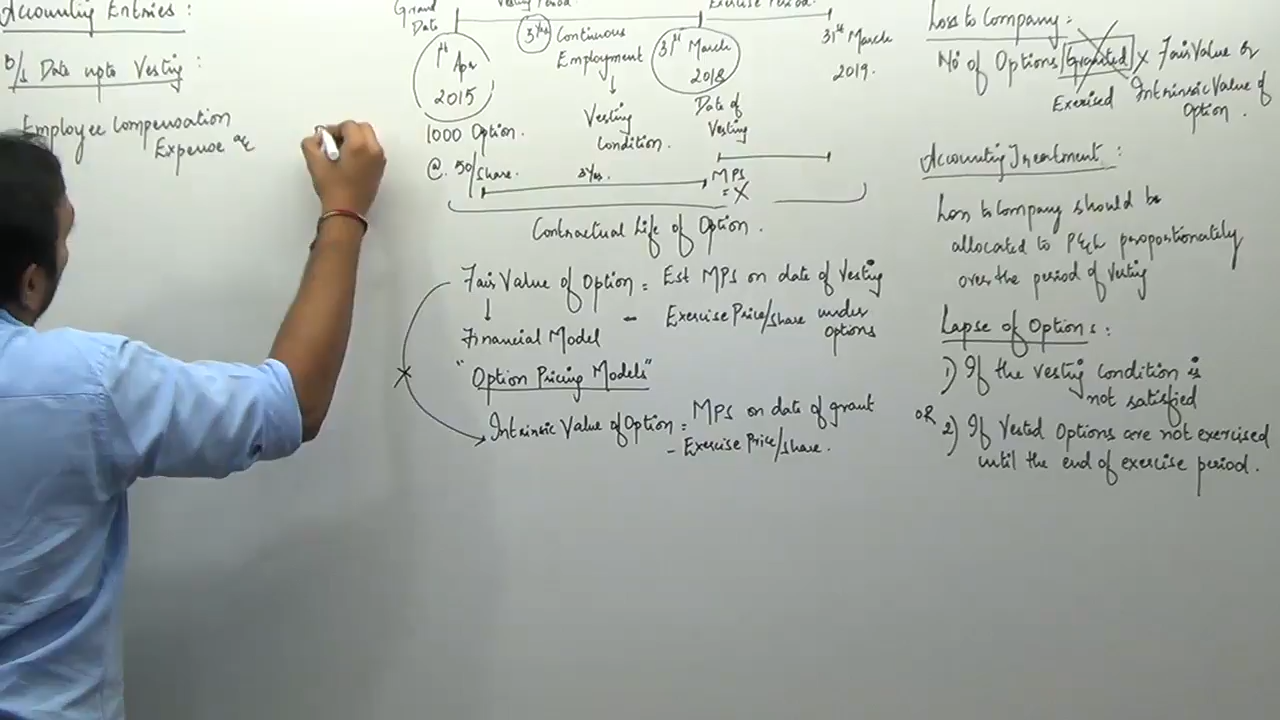 Accounting Entries :
B/s Date upto Vesting :
Employee Compensation
Expense a/c
Grand
Date
Vesting Period
Exercise Period
1st Apr
2015
3 Yrs
Continuous
Employment
31st March
2018
31st March
2019.
Vesting
Condition.
Date of
Vesting
1000 Option.
@. 50/share.
3 Yrs.
MPS
= X
Contractual Life of Option.
Fair Value of Option = Est MPS on date of Vesting
- Exercise Price/share under
options
Financial Model
"Option Pricing Models"
Intrinsic Value of Option = MPS on date of grant
- Exercise Price/share.
Loss to Company :
No of Options Granted x Fair Value or
Exerised Intrinsic Value of
Option.
Accounting Treatment :
Loss to Company should be
allocated to P&L propostionately
over the period of vesting
Lapse of Options :
1) If the vesting condition is
not satisfied
OR
2) If Vested Options are not exercised
until the end of exercise period.